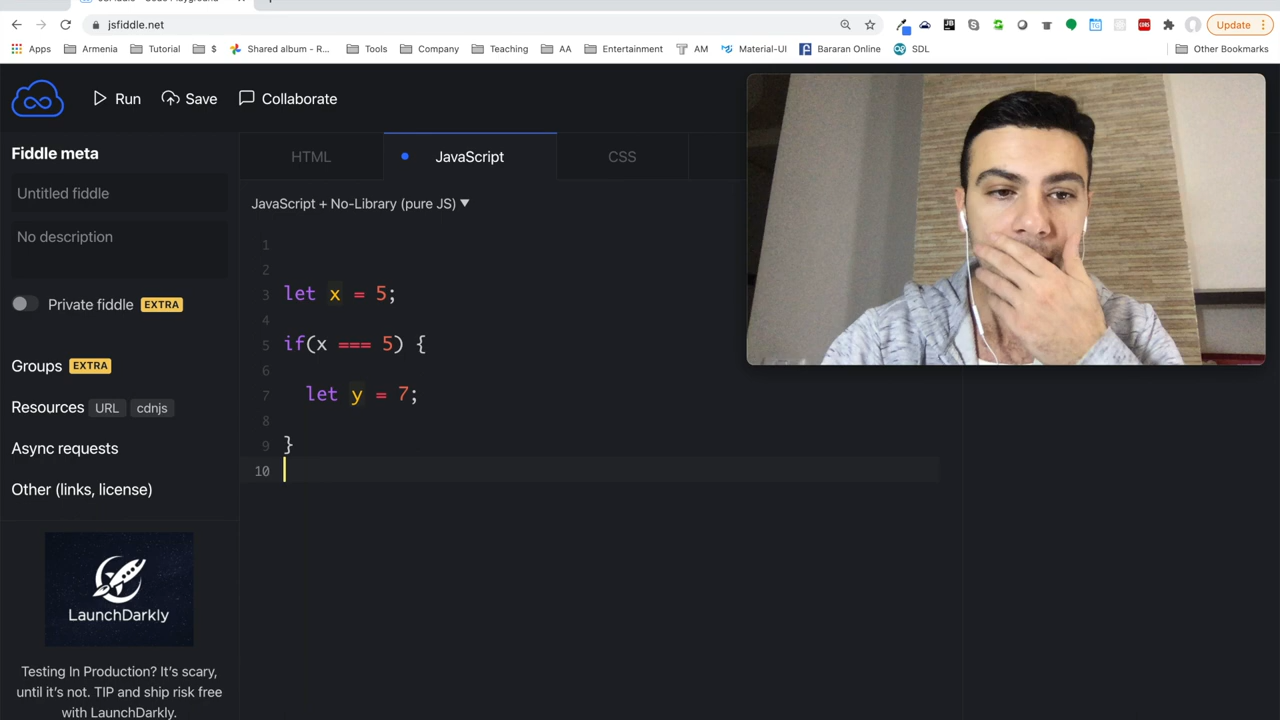 jsfiddle.net
Update
Apps
Armenia
Tutorial
$
Shared album - R...
Tools
Company
Teaching
AA
Entertainment
AM
Material-UI
Bararan Online
SDL
Other Bookmarks
Run
Save
Collaborate
Fiddle meta
Untitled fiddle
No description
Private fiddle EXTRA
Groups EXTRA
Resources URL cdnjs
Async requests
Other (links, license)
LaunchDarkly
Testing In Production? It's scary,
until it's not. TIP and ship risk free
with LaunchDarkly.
HTML
JavaScript
CSS
JavaScript + No-Library (pure JS) ▼
1
2
3 let x = 5;
4
5 if(x === 5) {
6
7 let y = 7;
8
9 }
10